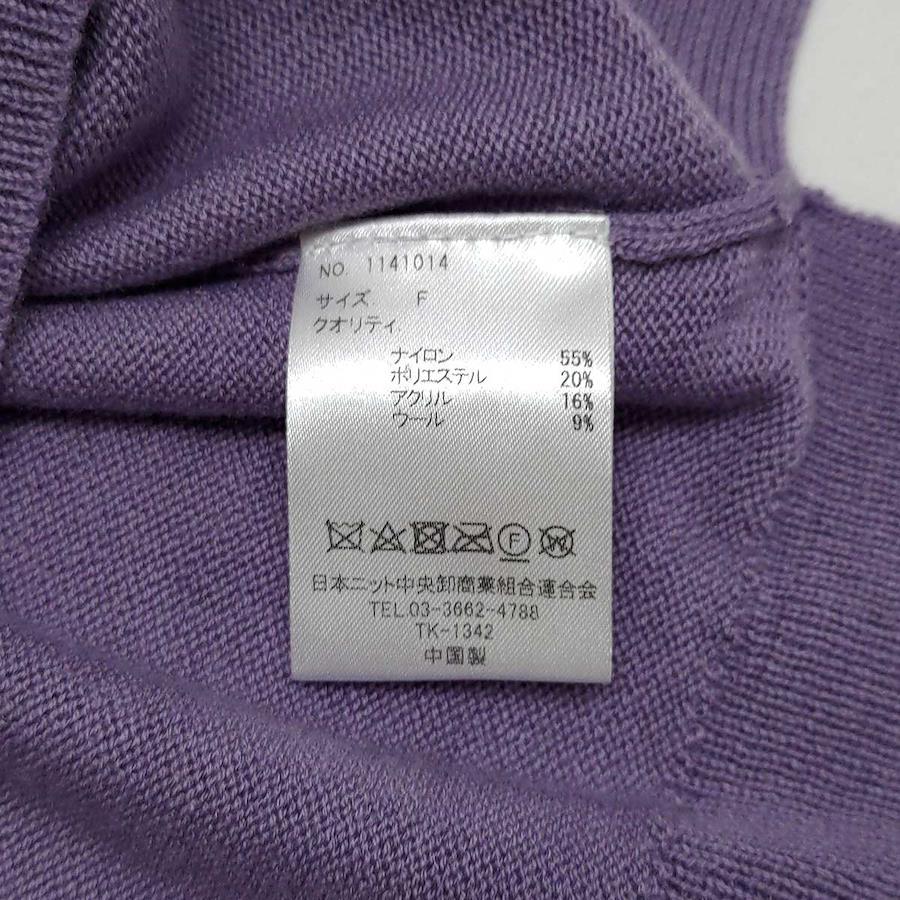 NO. 1141014
サイズ. F
クオリティ.
ナイロン 55%
ポリエステル 20%
アクリル 16%
ウール 9%
F W
日本ニット中央卸商業組合連合会
TEL.03-3662-4788
TK-1342
中国製